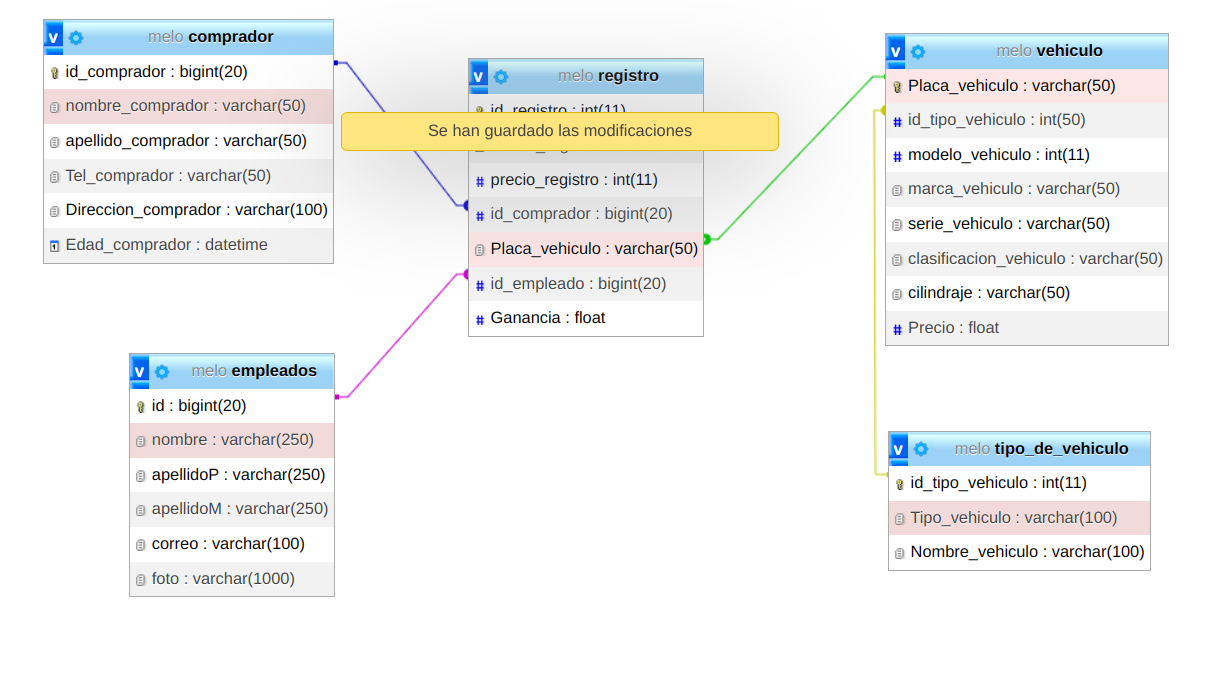 melo comprador
id_comprador : bigint(20)
nombre_comprador : varchar(50)
apellido_comprador : varchar(50)
Tel_comprador : varchar(50)
Direccion_comprador : varchar(100)
Edad_comprador : datetime
melo registro
id_registro : int(11)
Se han guardado las modificaciones
precio_registro : int(11)
id_comprador : bigint(20)
Placa_vehiculo : varchar(50)
id_empleado : bigint(20)
Ganancia : float
melo vehiculo
Placa_vehiculo : varchar(50)
id_tipo_vehiculo : int(50)
modelo_vehiculo : int(11)
marca_vehiculo : varchar(50)
serie_vehiculo : varchar(50)
clasificacion_vehiculo : varchar(50)
cilindraje : varchar(50)
Precio : float
melo empleados
id : bigint(20)
nombre : varchar(250)
apellidoP : varchar(250)
apellidoM : varchar(250)
correo : varchar(100)
foto : varchar(1000)
melo tipo_de_vehiculo
id_tipo_vehiculo : int(11)
Tipo_vehiculo : varchar(100)
Nombre_vehiculo : varchar(100)